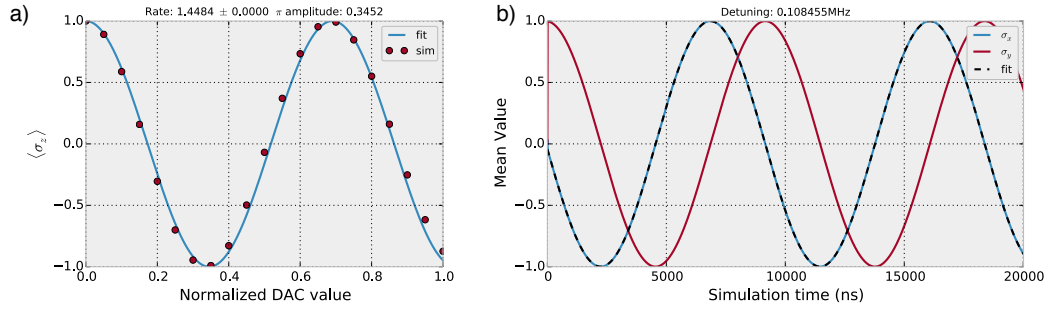 a)
Rate: 1.4484 ± 0.0000 π amplitude: 0.3452
fit
sim
1.0
0.5
0.0
−0.5
−1.0
⟨σz⟩
0.0 0.2 0.4 0.6 0.8 1.0
Normalized DAC value
b)
Detuning: 0.108455MHz
σx
σy
fit
1.0
0.5
0.0
−0.5
−1.0
Mean Value
0 5000 10000 15000 20000
Simulation time (ns)